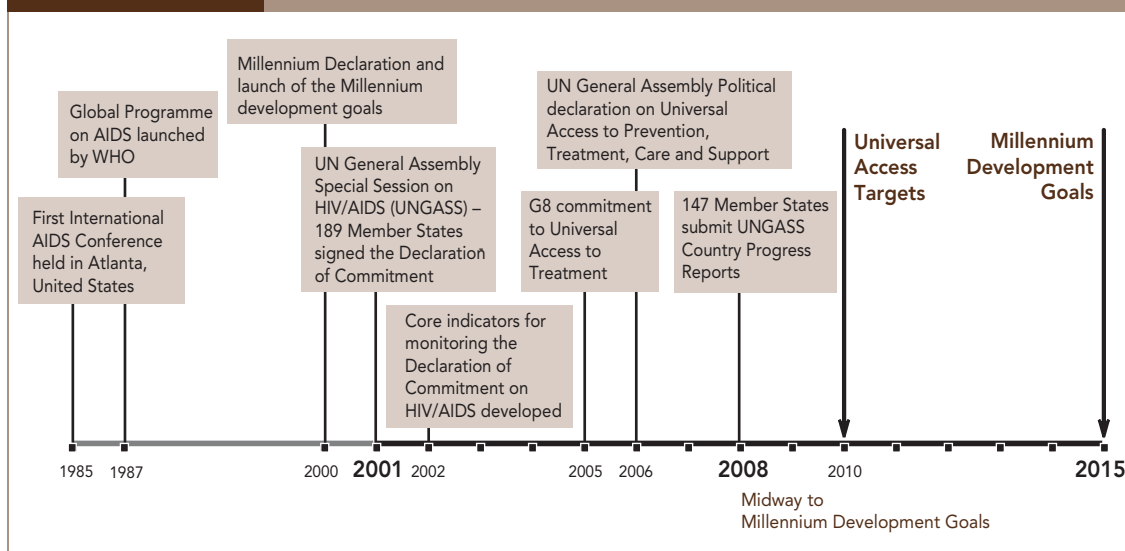 Millennium Declaration and
launch of the Millennium
development goals
Global Programme
on AIDS launched
by WHO
First International
AIDS Conference
held in Atlanta,
United States
UN General Assembly
Special Session on
HIV/AIDS (UNGASS) –
189 Member States
signed the Declaration
of Commitment
Core indicators for
monitoring the
Declaration of
Commitment on
HIV/AIDS developed
UN General Assembly Political
declaration on Universal
Access to Prevention,
Treatment, Care and Support
G8 commitment
to Universal
Access to
Treatment
147 Member States
submit UNGASS
Country Progress
Reports
Universal
Access
Targets
Millennium
Development
Goals
1985 1987 2000 2001 2002 2005 2006 2008 2010 2015
Midway to
Millennium Development Goals